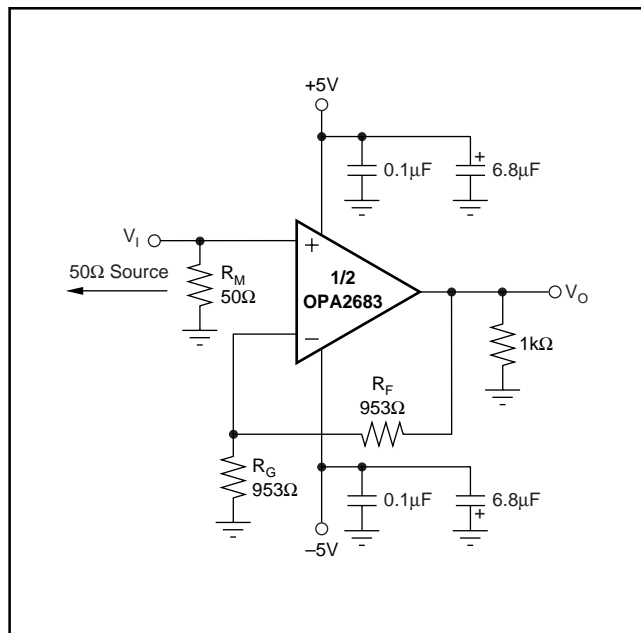 +5V
+
0.1µF
6.8µF
V_I
50Ω Source
R_M
50Ω
+
1/2
OPA2683
−
V_O
1kΩ
R_F
953Ω
R_G
953Ω
0.1µF
6.8µF
+
–5V